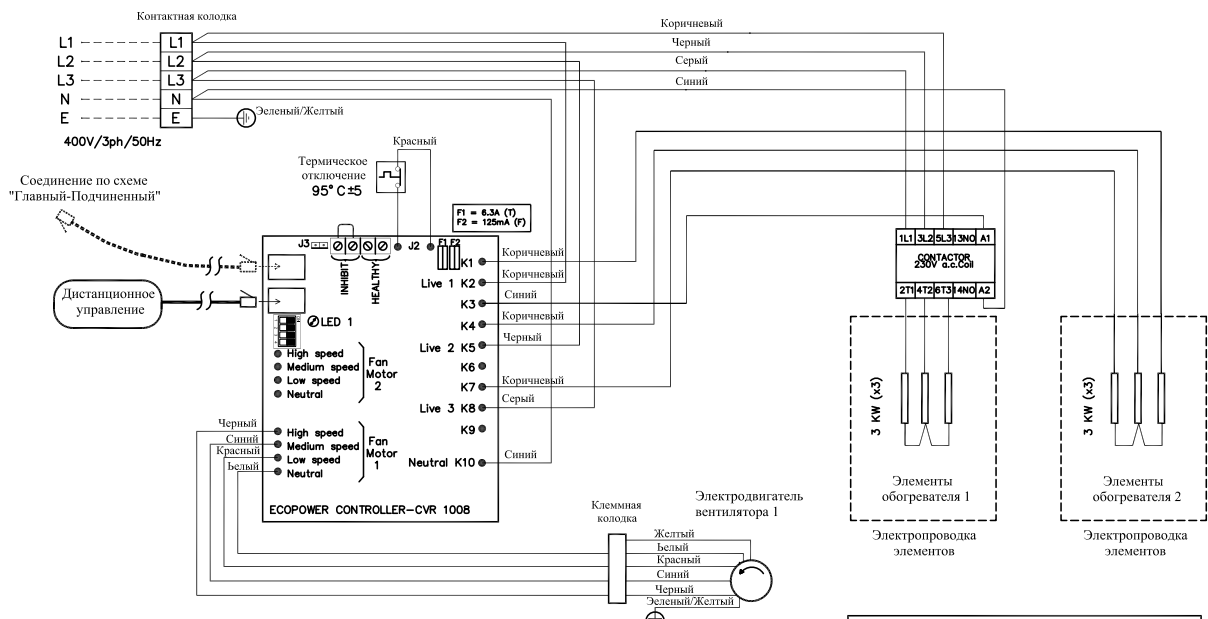 Контактная колодка
L1 L1
L2 L2
L3 L3
N N
E E
400V/3ph/50Hz
Коричневый
Черный
Серый
Синий
Зеленый/Желтый
Соединение по схеме
"Главный-Подчиненный"
Дистанционное
управление
Термическое
отключение
95°C±5
Красный
F1 = 6.3A (T)
F2 = 125mA (F)
J3
J2
F1 F2
INHIBIT
HEALTHY
LED 1
K1
Коричневый
Live 1 K2
Коричневый
K3
Синий
K4
Коричневый
Live 2 K5
Черный
K6
K7
Коричневый
Live 3 K8
Серый
K9
Neutral K10
Синий
High speed
Medium speed
Low speed
Neutral
Fan
Motor
2
High speed
Medium speed
Low speed
Neutral
Fan
Motor
1
Черный
Синий
Красный
Ьелый
ECOPOWER CONTROLLER-CVR 1008
Клеммная
колодка
Электродвигатель
вентилятора 1
Желтый
Ьелый
Красный
Синий
Черный
Зеленый/Желтый
1L1 3L2 5L3 13NO A1
CONTACTOR
230V a.c.Coil
2T1 4T2 6T3 14NO A2
3 KW (x3)
Элементы
обогревателя 1
Электропроводка
элементов
3 KW (x3)
Элементы
обогревателя 2
Электропроводка
элементов